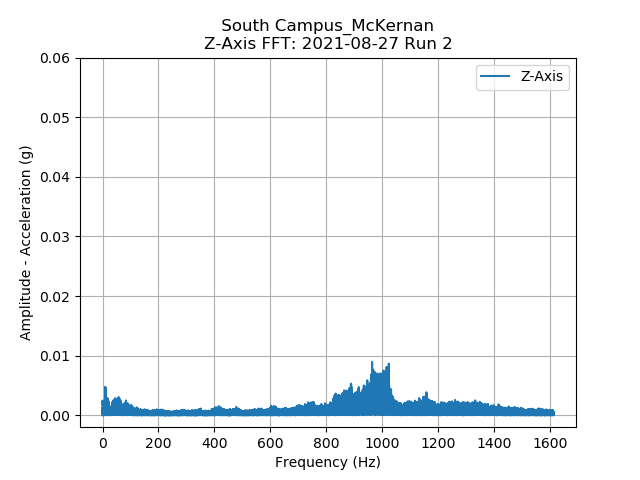 South Campus_McKernan
Z-Axis FFT: 2021-08-27 Run 2
Z-Axis
0.06
0.05
0.04
0.03
0.02
0.01
0.00
Amplitude - Acceleration (g)
0 200 400 600 800 1000 1200 1400 1600
Frequency (Hz)